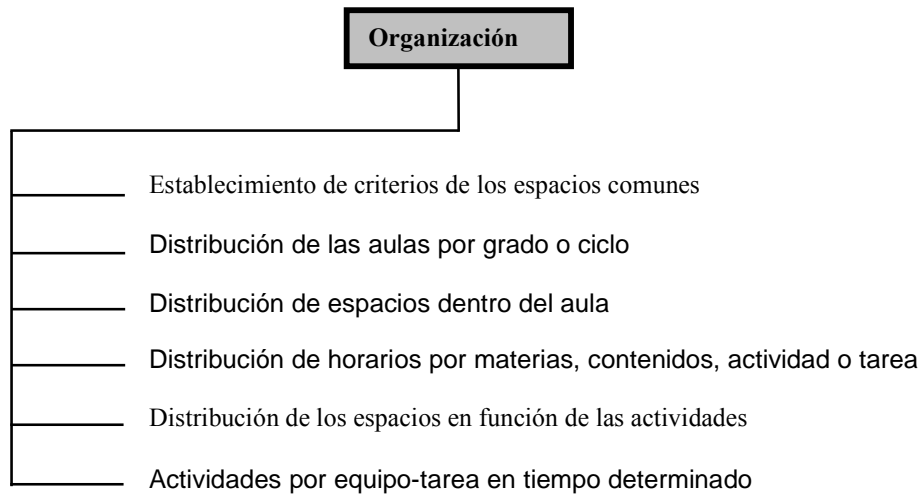 Organización
Establecimiento de criterios de los espacios comunes
Distribución de las aulas por grado o ciclo
Distribución de espacios dentro del aula
Distribución de horarios por materias, contenidos, actividad o tarea
Distribución de los espacios en función de las actividades
Actividades por equipo-tarea en tiempo determinado